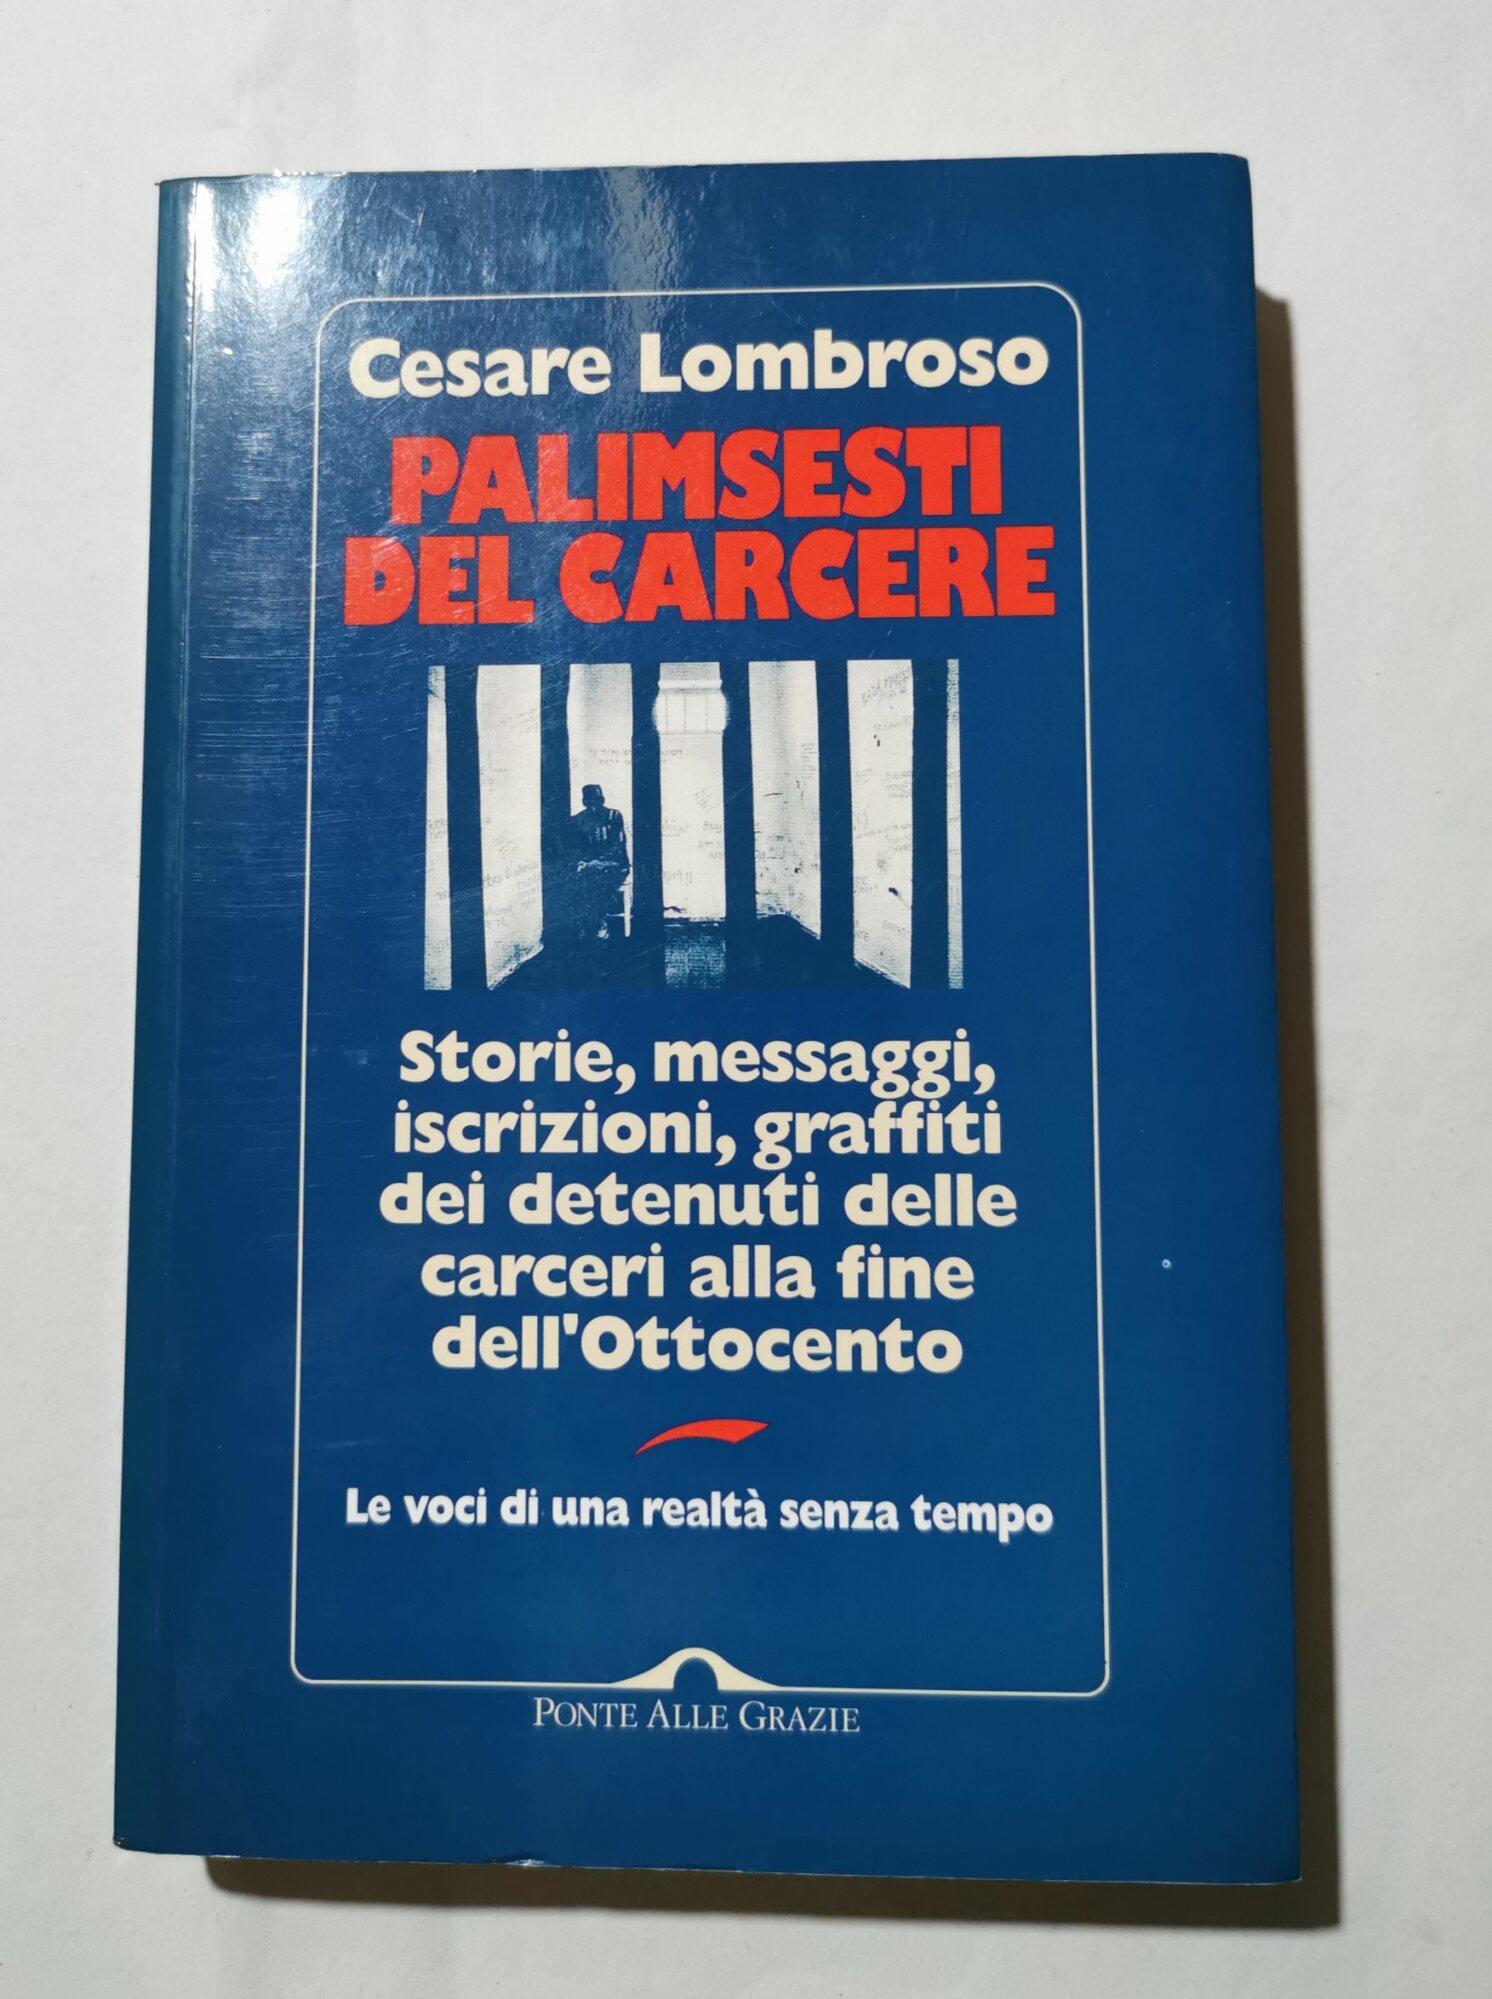 Cesare Lombroso
PALIMSESTI
DEL CARCERE
Storie, messaggi,
iscrizioni, graffiti
dei detenuti delle
carceri alla fine
dell'Ottocento
Le voci di una realtà senza tempo
PONTE ALLE GRAZIE